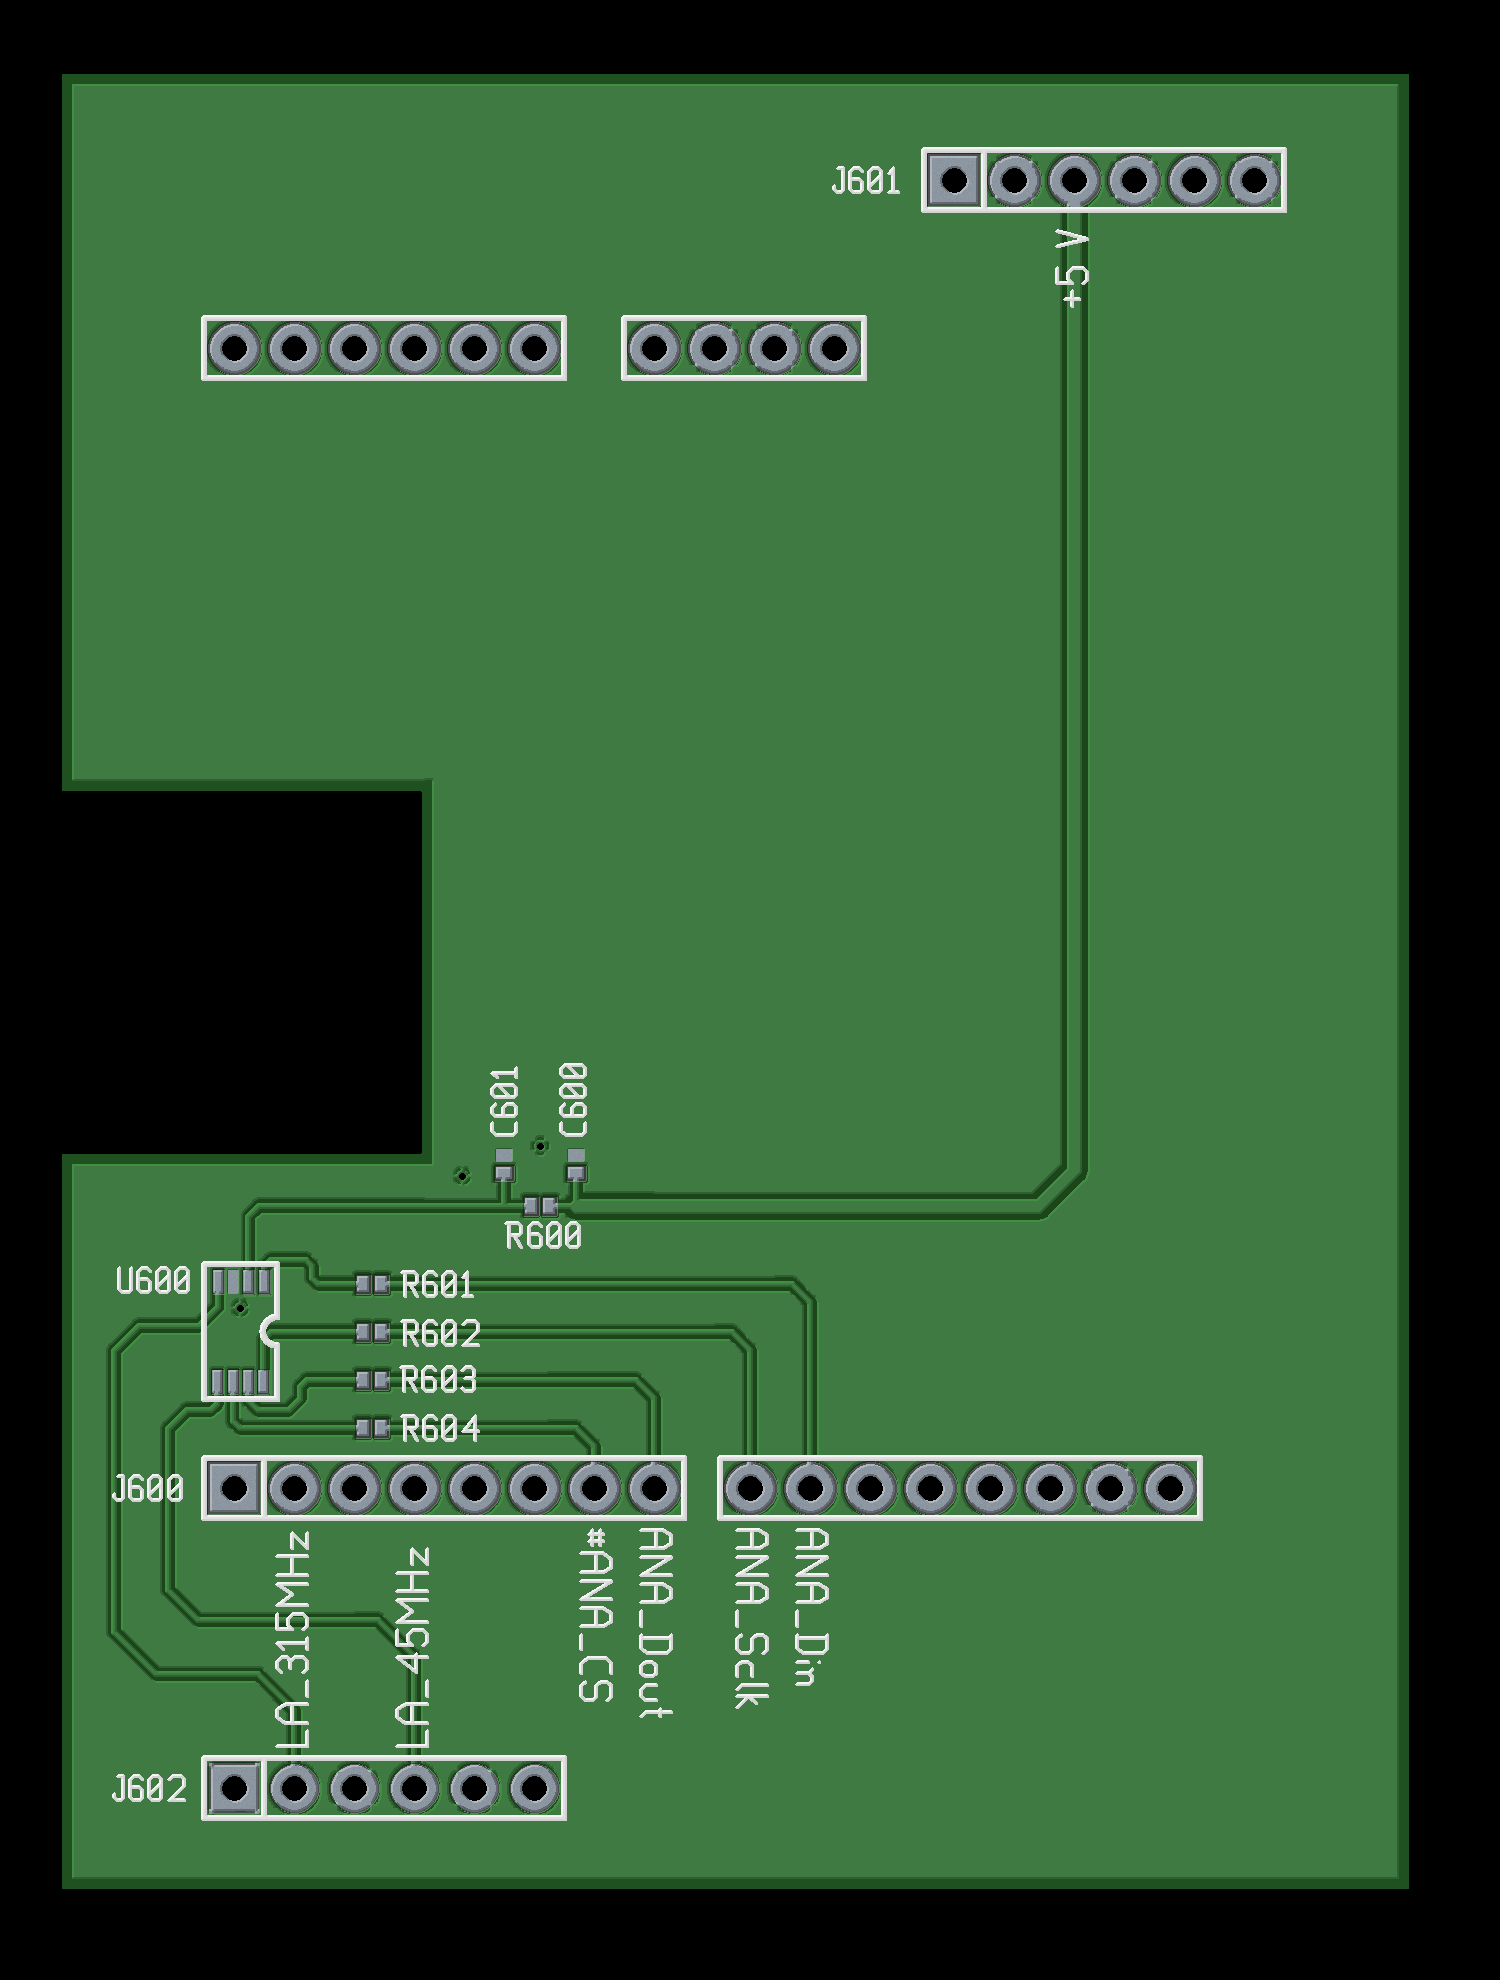 J601
+5 V
C601
C600
R600
U600
R601
R602
R603
R604
J600
LA_315MHz
LA_45MHz
#ANA_CS
ANA_Dout
ANA_Sclk
ANA_Din
J602